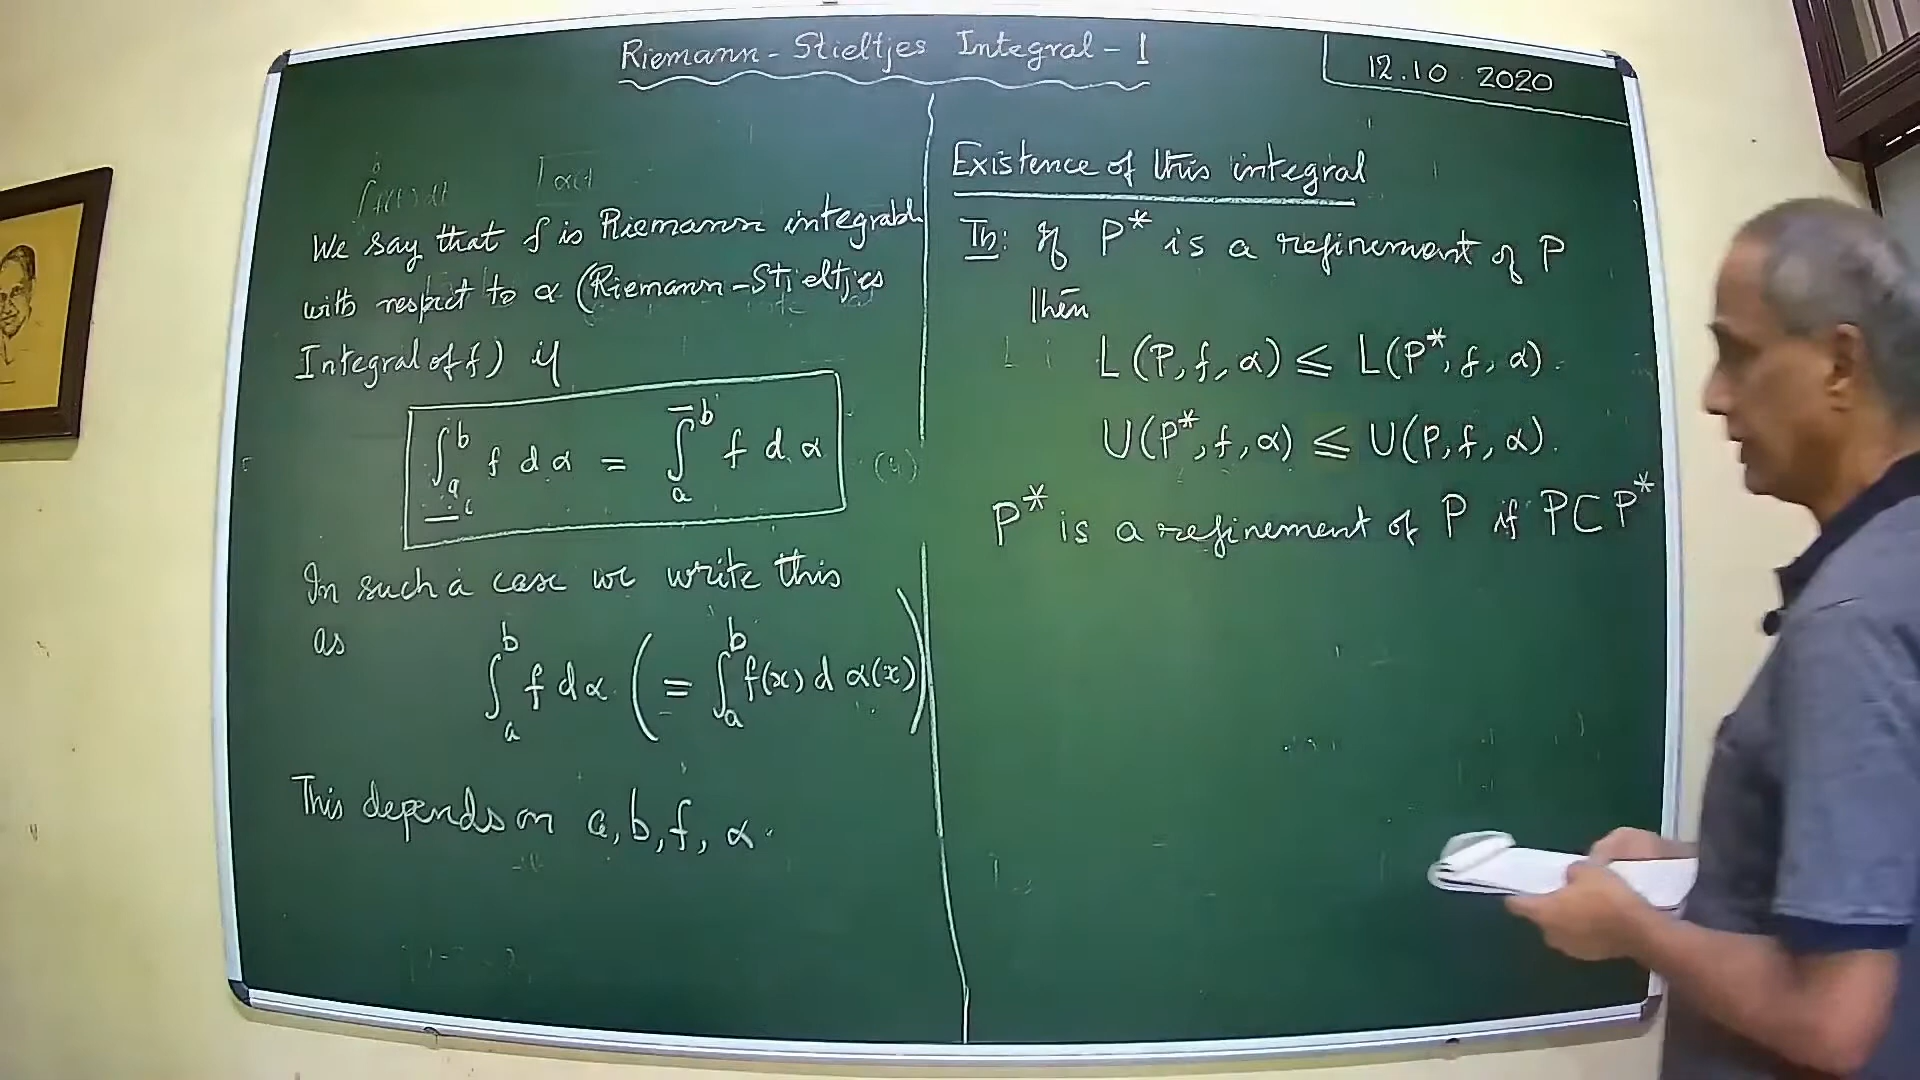 Riemann-Stieltjes Integral - 1
12.10.2020
We say that f is Riemann integrable
with respect to α (Riemann-Stieltjes
Integral of f) if
∫_a^b f dα = ∫_a^b f dα (4)
In such a case we write this
as ∫_a^b f dα (≡ ∫_a^b f(x) d α(x))
This depends on a, b, f, α.
Existence of this integral
Th: If P* is a refinement of P
Then
L(P, f, α) ≤ L(P*, f, α).
U(P*, f, α) ≤ U(P, f, α).
P* is a refinement of P if P⊂P*